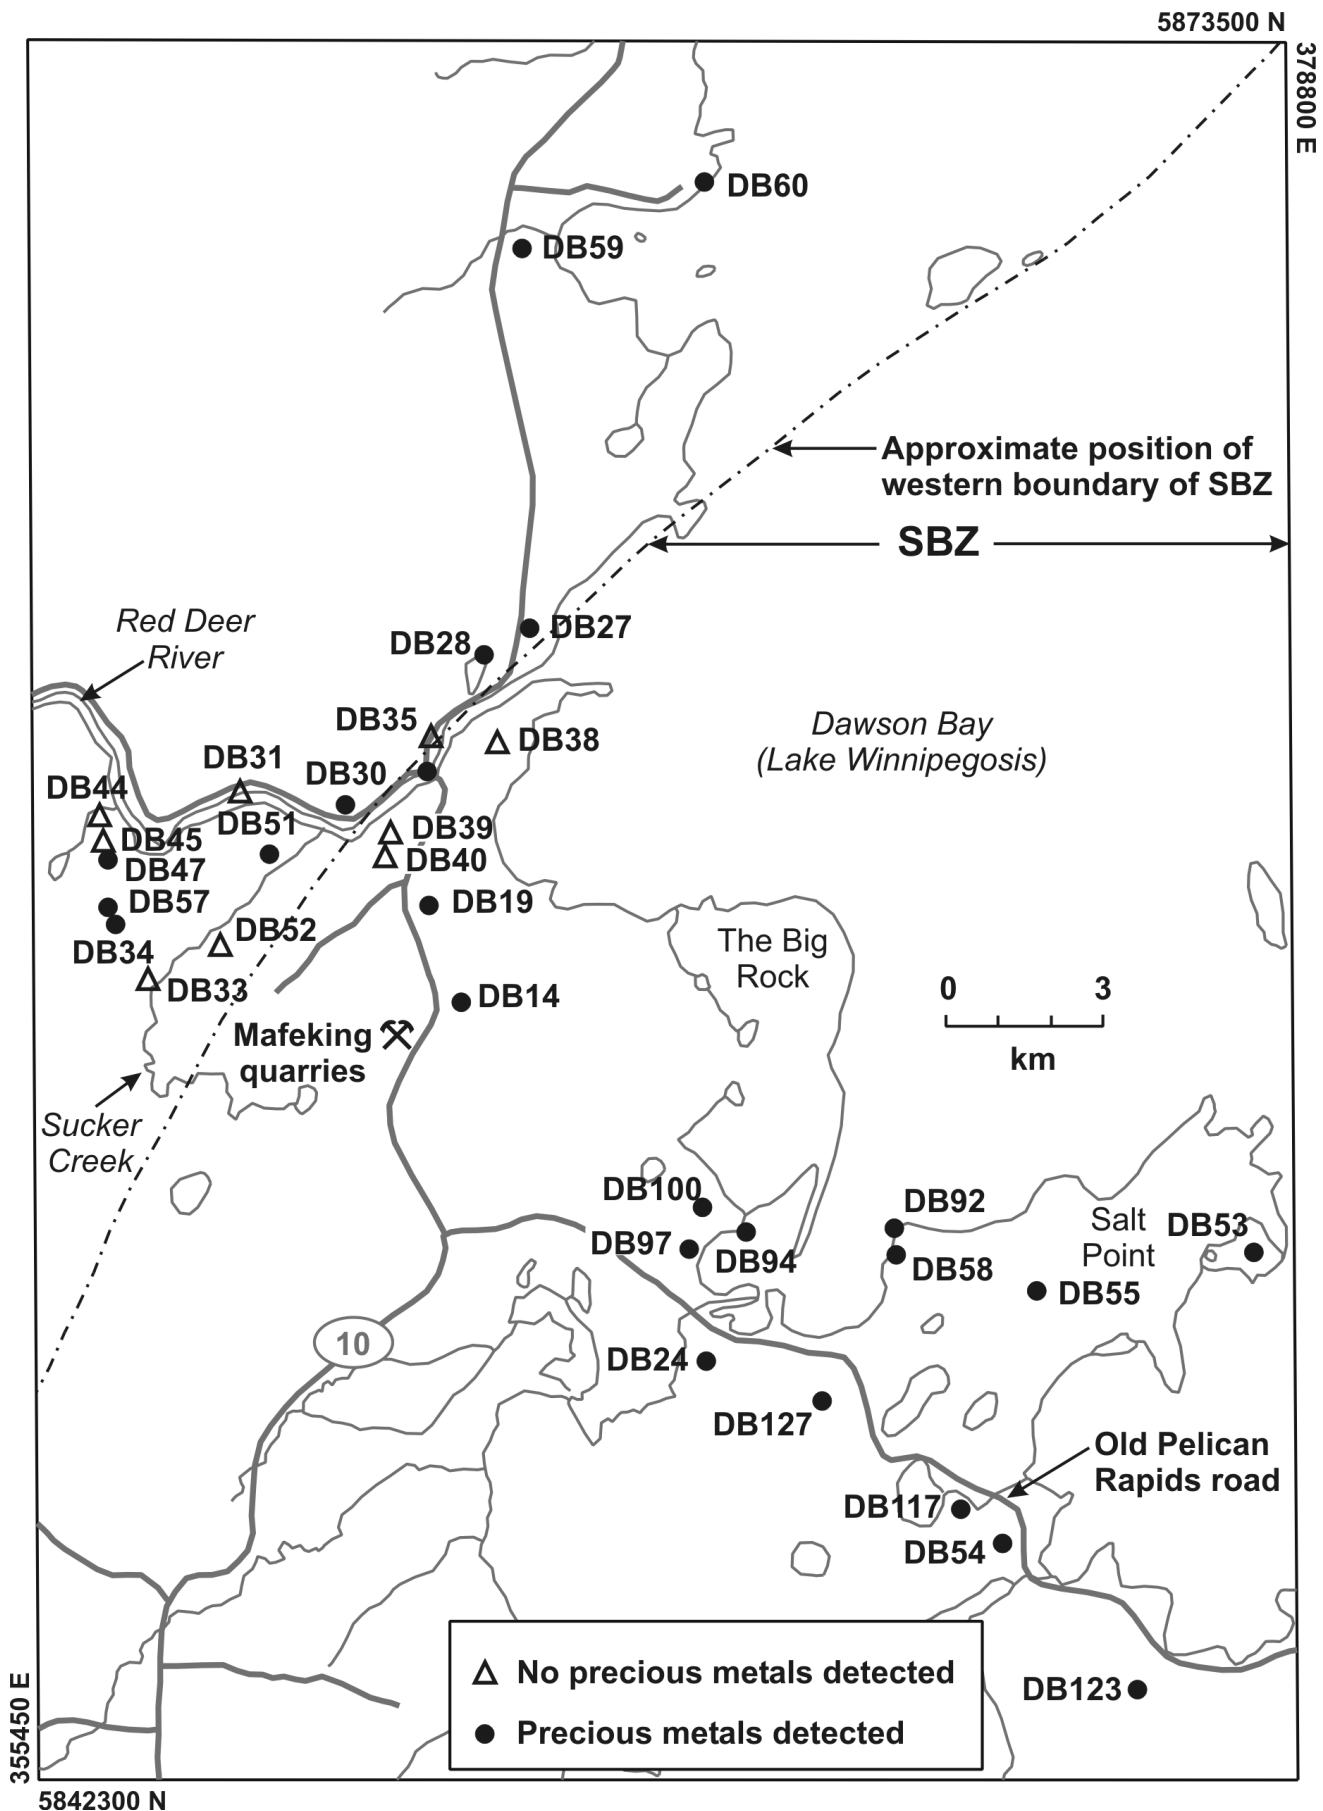 5873500 N
378800 E
DB60
DB59
Approximate position of
western boundary of SBZ
SBZ
Red Deer
River
DB28
DB27
DB35
DB38
Dawson Bay
(Lake Winnipegosis)
DB31
DB30
DB44
DB51
DB39
DB45
DB40
DB47
DB57
DB19
DB52
DB34
The Big
Rock
DB33
DB14
0 3
km
Mafeking
quarries
Sucker
Creek
DB100
DB92
Salt
Point
DB53
DB97
DB94
DB58
DB55
10
DB24
DB127
Old Pelican
Rapids road
DB117
DB54
No precious metals detected
DB123
Precious metals detected
355450 E
5842300 N